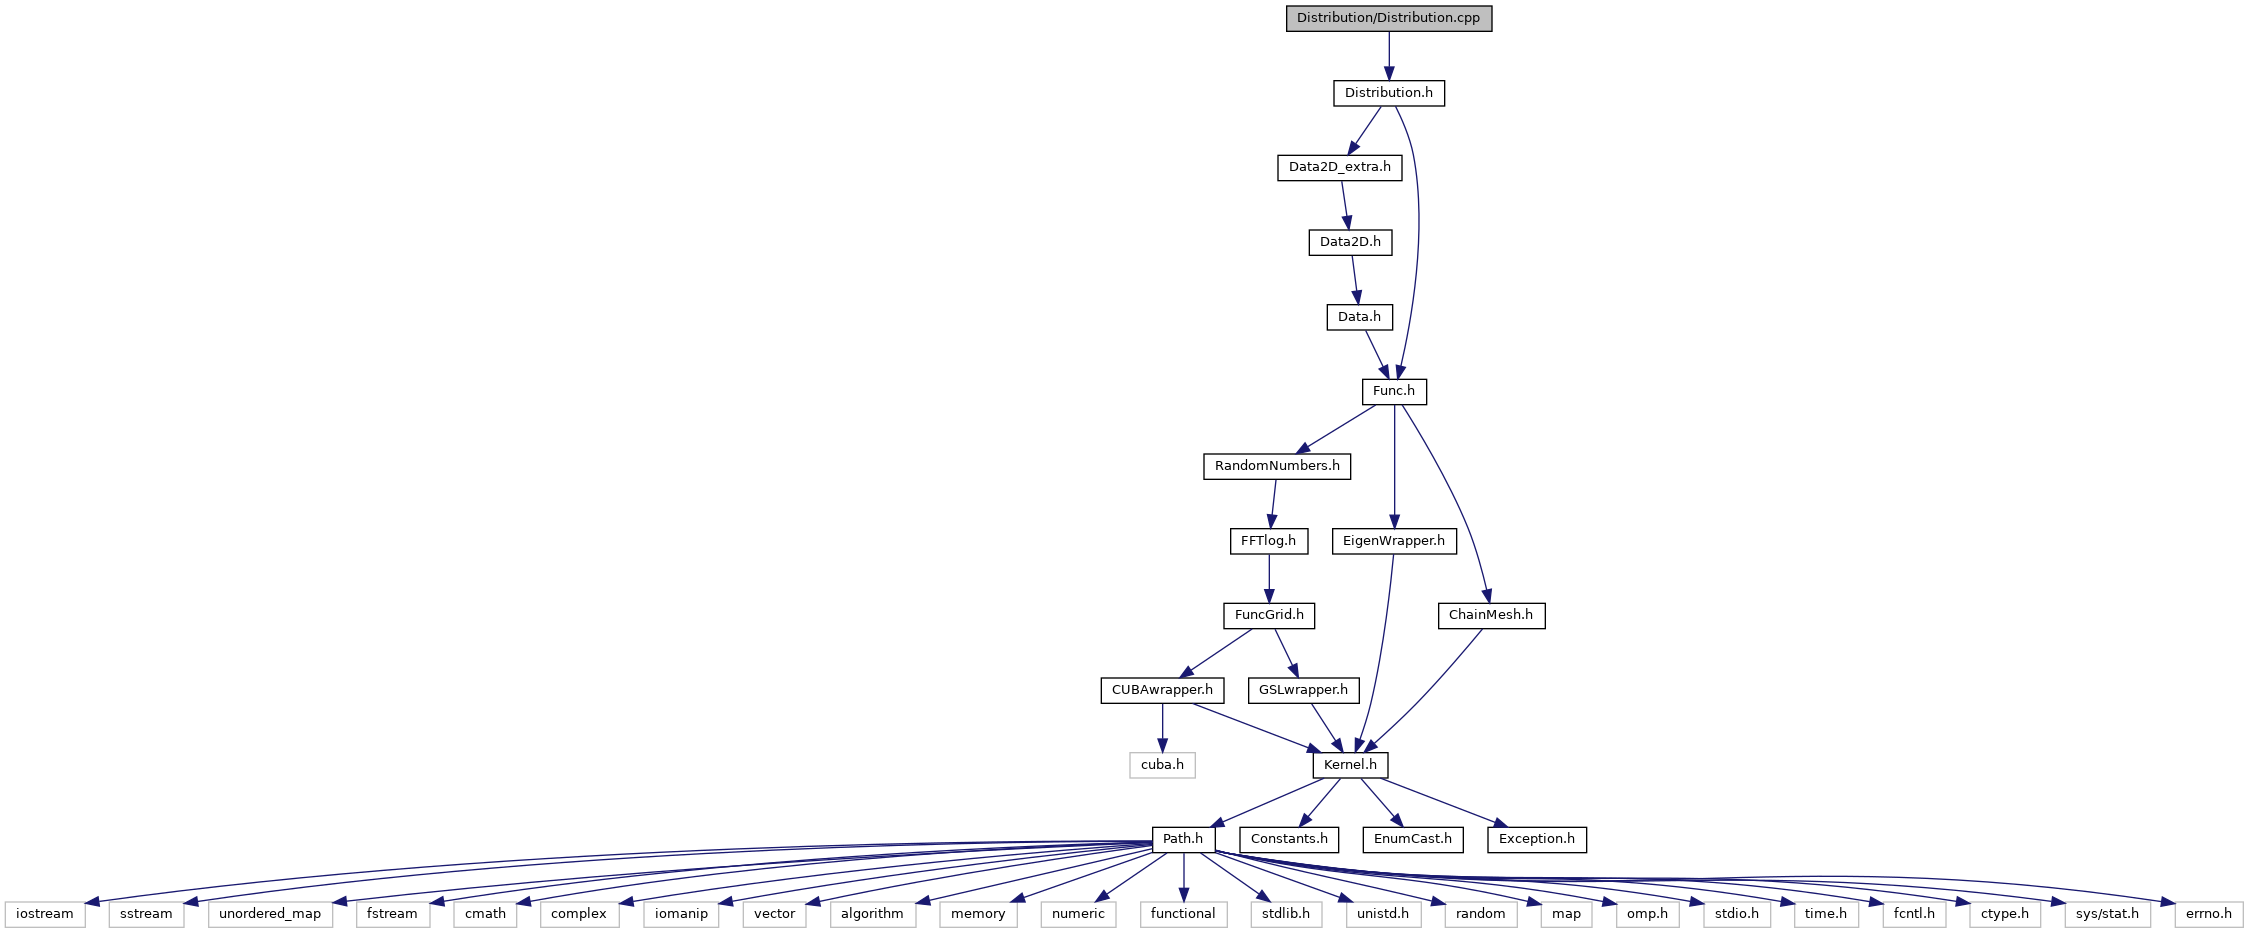 Distribution/Distribution.cpp
Distribution.h
Data2D_extra.h
Data2D.h
Data.h
Func.h
RandomNumbers.h
FFTlog.h
EigenWrapper.h
FuncGrid.h
ChainMesh.h
CUBAwrapper.h
GSLwrapper.h
cuba.h
Kernel.h
Path.h
Constants.h
EnumCast.h
Exception.h
iostream
sstream
unordered_map
fstream
cmath
complex
iomanip
vector
algorithm
memory
numeric
functional
stdlib.h
unistd.h
random
map
omp.h
stdio.h
time.h
fcntl.h
ctype.h
sys/stat.h
errno.h